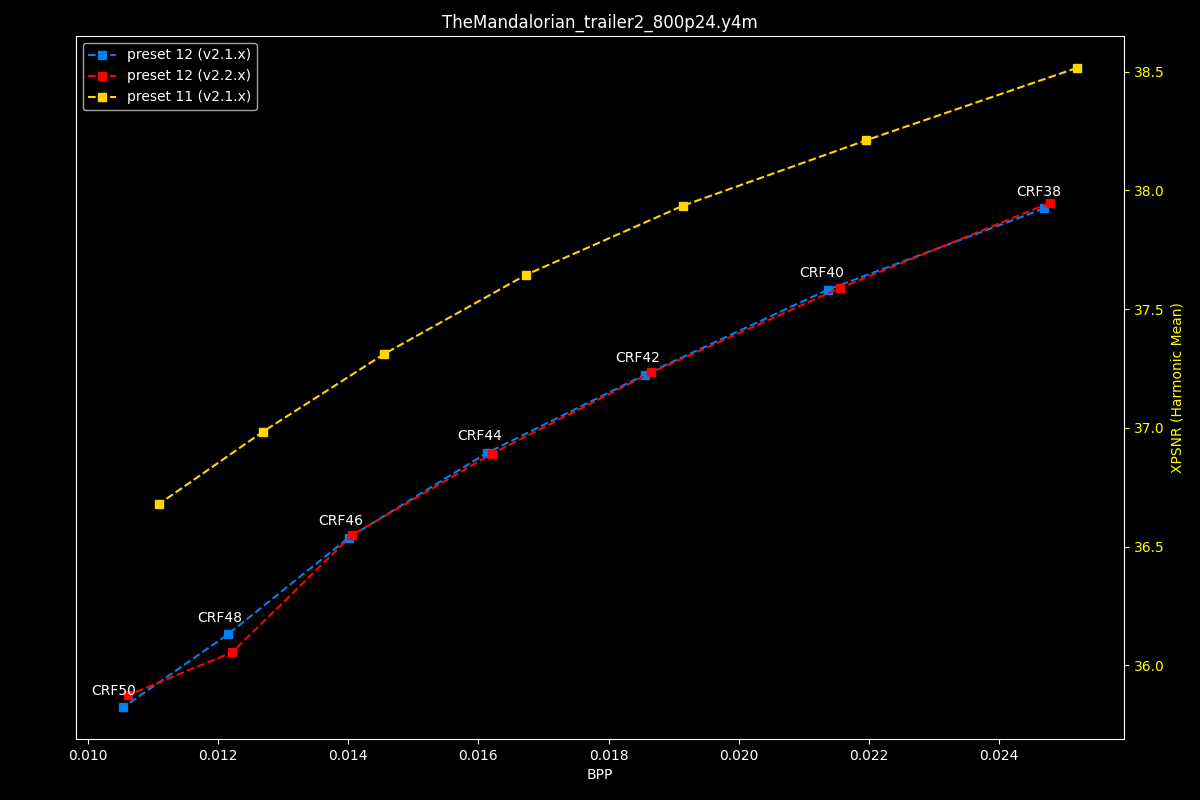 TheMandalorian_trailer2_800p24.y4m
preset 12 (v2.1.x)
preset 12 (v2.2.x)
preset 11 (v2.1.x)
38.5
38.0
37.5
37.0
36.5
36.0
XPSNR (Harmonic Mean)
CRF38
CRF40
CRF42
CRF44
CRF46
CRF48
CRF50
0.010 0.012 0.014 0.016 0.018 0.020 0.022 0.024
BPP